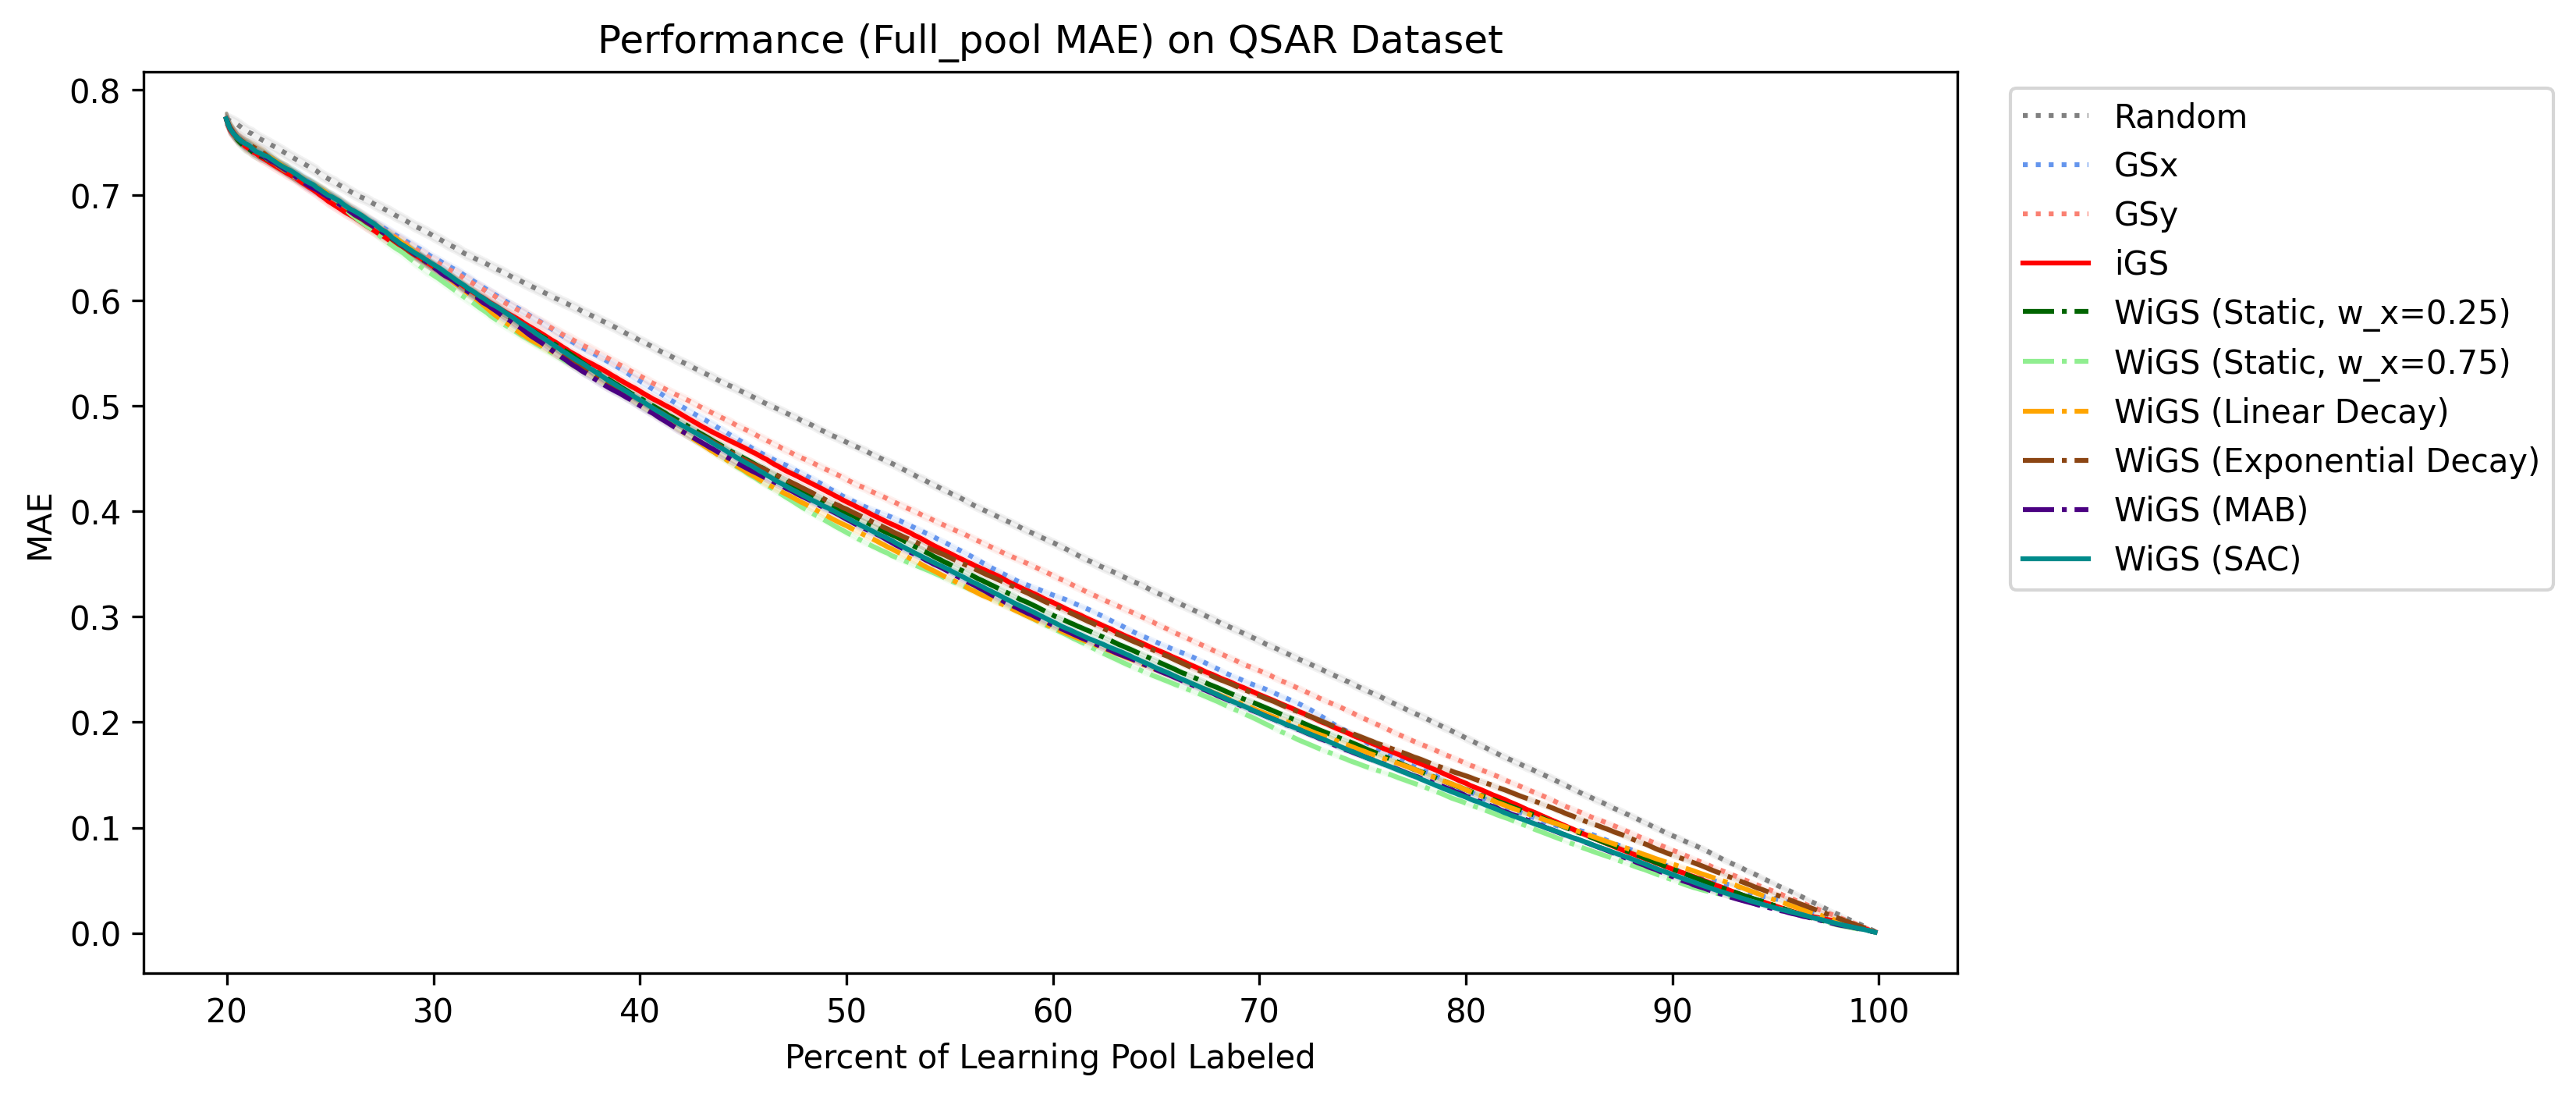 Performance (Full_pool MAE) on QSAR Dataset
MAE
0.8
0.7
0.6
0.5
0.4
0.3
0.2
0.1
0.0
20 30 40 50 60 70 80 90 100
Percent of Learning Pool Labeled
Random
GSx
GSy
iGS
WiGS (Static, w_x=0.25)
WiGS (Static, w_x=0.75)
WiGS (Linear Decay)
WiGS (Exponential Decay)
WiGS (MAB)
WiGS (SAC)